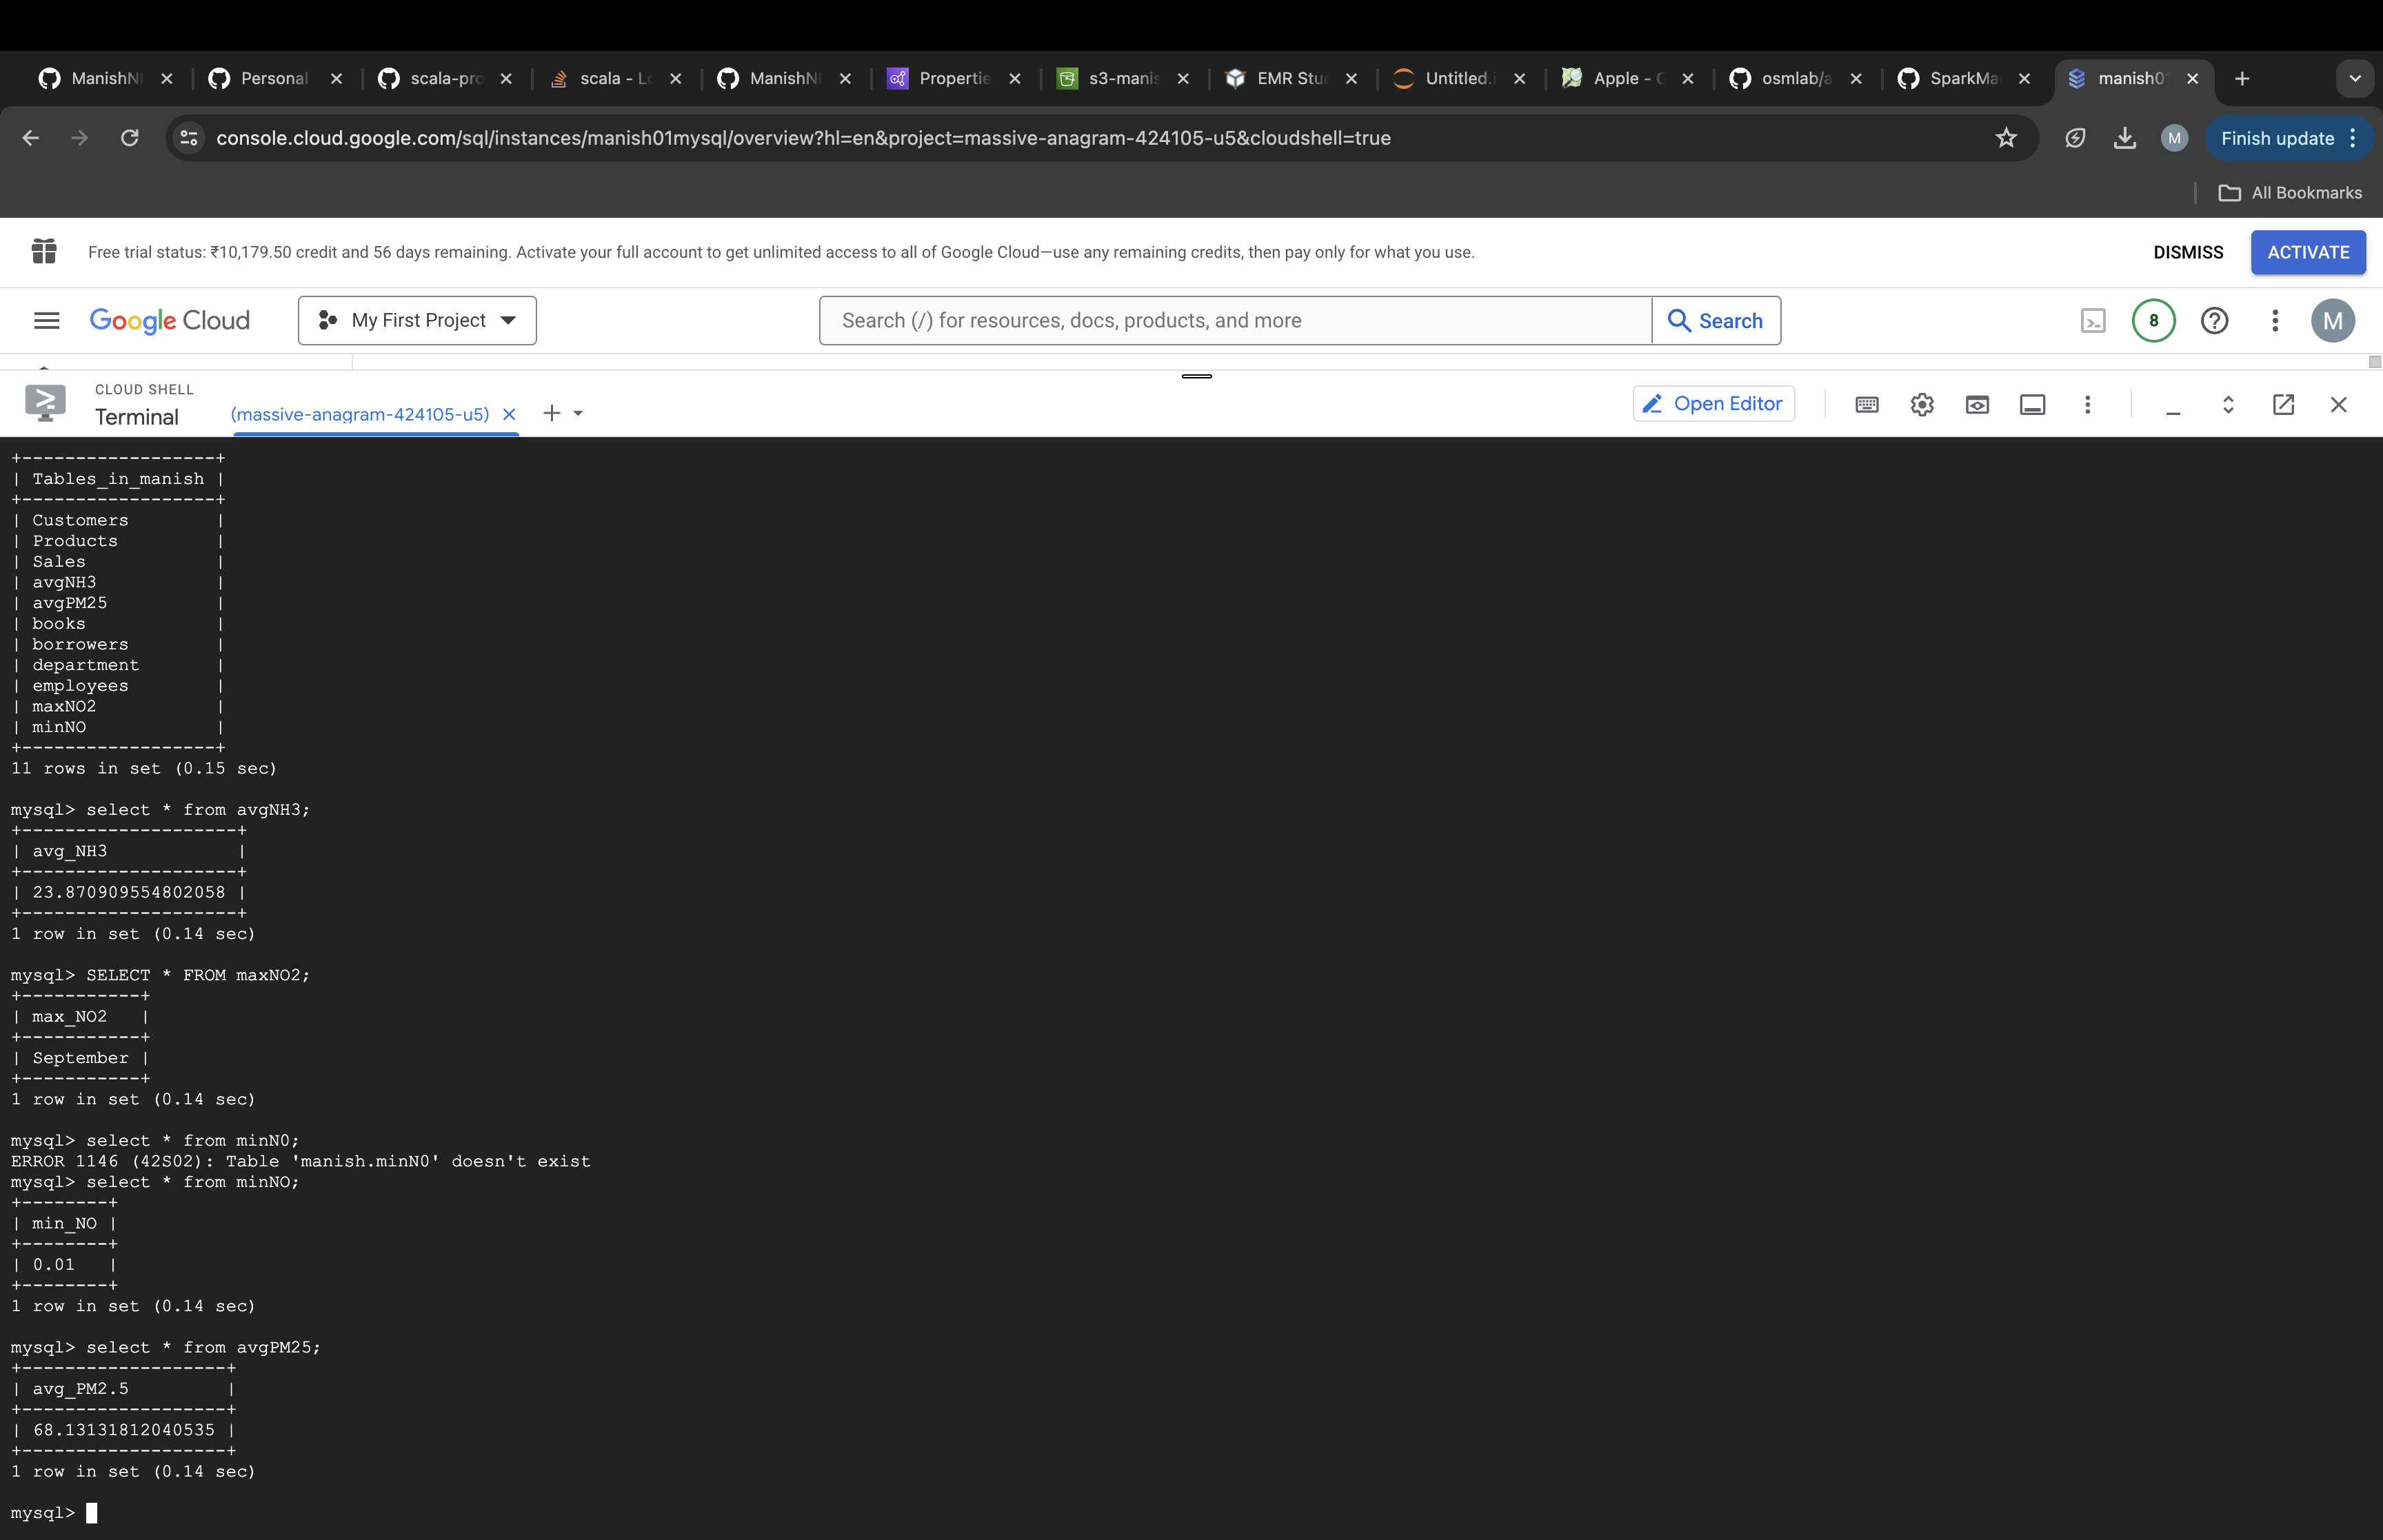 ManishN
Personal
scala-pro
scala - Lo
ManishN
Propertie
s3-manis
EMR Stu
Untitled.i
Apple - C
osmlab/a
SparkMa
manish01
console.cloud.google.com/sql/instances/manish01mysql/overview?hl=en&project=massive-anagram-424105-u5&cloudshell=true
M
Finish update
All Bookmarks
Free trial status: ₹10,179.50 credit and 56 days remaining. Activate your full account to get unlimited access to all of Google Cloud—use any remaining credits, then pay only for what you use.
DISMISS
ACTIVATE
Google Cloud
My First Project
Search (/) for resources, docs, products, and more
Search
8
M
CLOUD SHELL
Terminal
(massive-anagram-424105-u5)
Open Editor
+------------------+
| Tables_in_manish |
+------------------+
| Customers        |
| Products         |
| Sales            |
| avgNH3           |
| avgPM25          |
| books            |
| borrowers        |
| department       |
| employees        |
| maxNO2           |
| minNO            |
+------------------+
11 rows in set (0.15 sec)
mysql> select * from avgNH3;
+--------------------+
| avg_NH3            |
+--------------------+
| 23.870909554802058 |
+--------------------+
1 row in set (0.14 sec)
mysql> SELECT * FROM maxNO2;
+-----------+
| max_NO2   |
+-----------+
| September |
+-----------+
1 row in set (0.14 sec)
mysql> select * from minN0;
ERROR 1146 (42S02): Table 'manish.minN0' doesn't exist
mysql> select * from minNO;
+--------+
| min_NO |
+--------+
| 0.01   |
+--------+
1 row in set (0.14 sec)
mysql> select * from avgPM25;
+-------------------+
| avg_PM2.5         |
+-------------------+
| 68.13131812040535 |
+-------------------+
1 row in set (0.14 sec)
mysql>